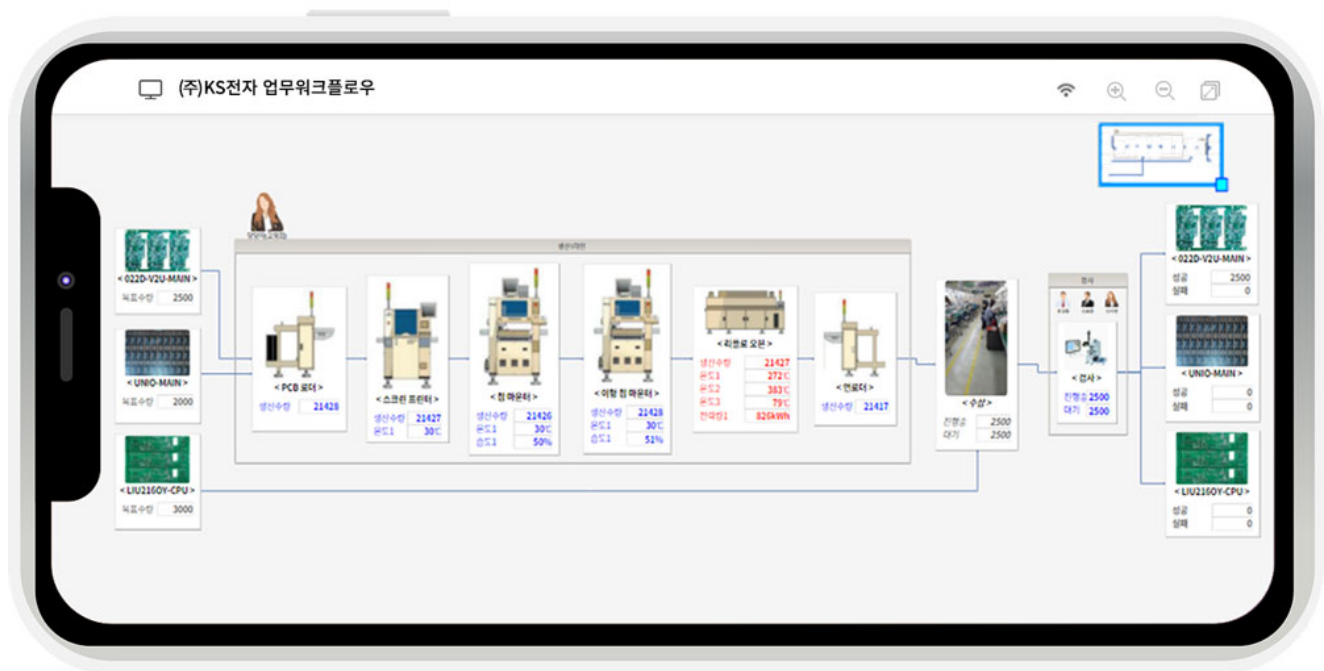 (주)KS전자 업무워크플로우
생산1라인
< 022D-V2U-MAIN >
목표수량 2500
< UNIO-MAIN >
목표수량 2000
< LIU2160Y-CPU >
목표수량 3000
< PCB 로더 >
생산수량 21428
< 스크린 프린터 >
생산수량 21427
온도1 30℃
< 칩 마운터 >
생산수량 21426
온도1 30℃
습도1 50%
< 이형 칩 마운터 >
생산수량 21428
온도1 30℃
습도1 51%
< 리플로 오븐 >
생산수량 21427
온도1 272℃
온도2 383℃
온도3 79℃
전력량1 826kWh
< 언로더 >
생산수량 21417
< 수삽 >
진행중 2500
대기 2500
검사
< 검사 >
진행중 2500
대기 2500
< 022D-V2U-MAIN >
성공 2500
실패 0
< UNIO-MAIN >
성공 0
실패 0
< LIU2160Y-CPU >
성공 0
실패 0